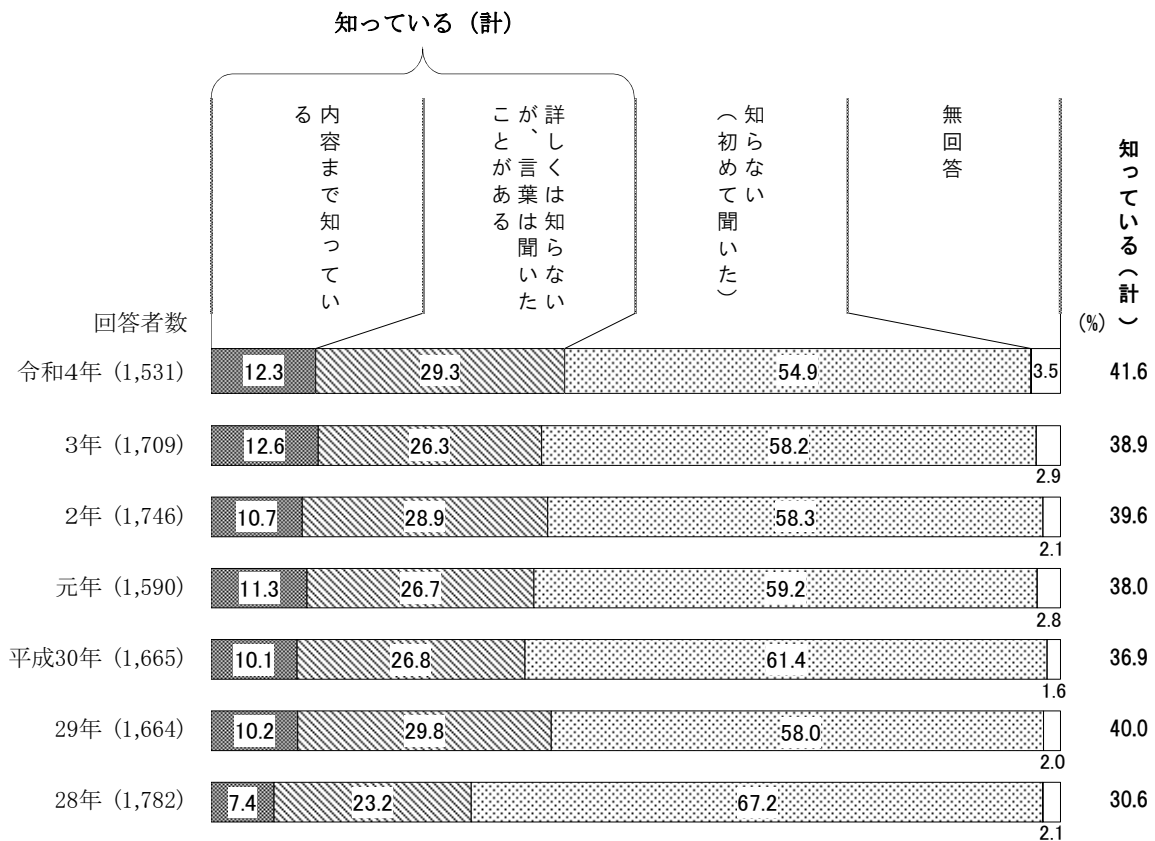 知っている（計）
内容まで知ってい
る
詳しくは知らない
が、言葉は聞いた
ことがある
知らない
（初めて聞いた）
無回答
知っている（計）
回答者数
(%)
令和4年 (1,531) 12.3 29.3 54.9 3.5 41.6
3年 (1,709) 12.6 26.3 58.2 2.9 38.9
2年 (1,746) 10.7 28.9 58.3 2.1 39.6
元年 (1,590) 11.3 26.7 59.2 2.8 38.0
平成30年 (1,665) 10.1 26.8 61.4 1.6 36.9
29年 (1,664) 10.2 29.8 58.0 2.0 40.0
28年 (1,782) 7.4 23.2 67.2 2.1 30.6